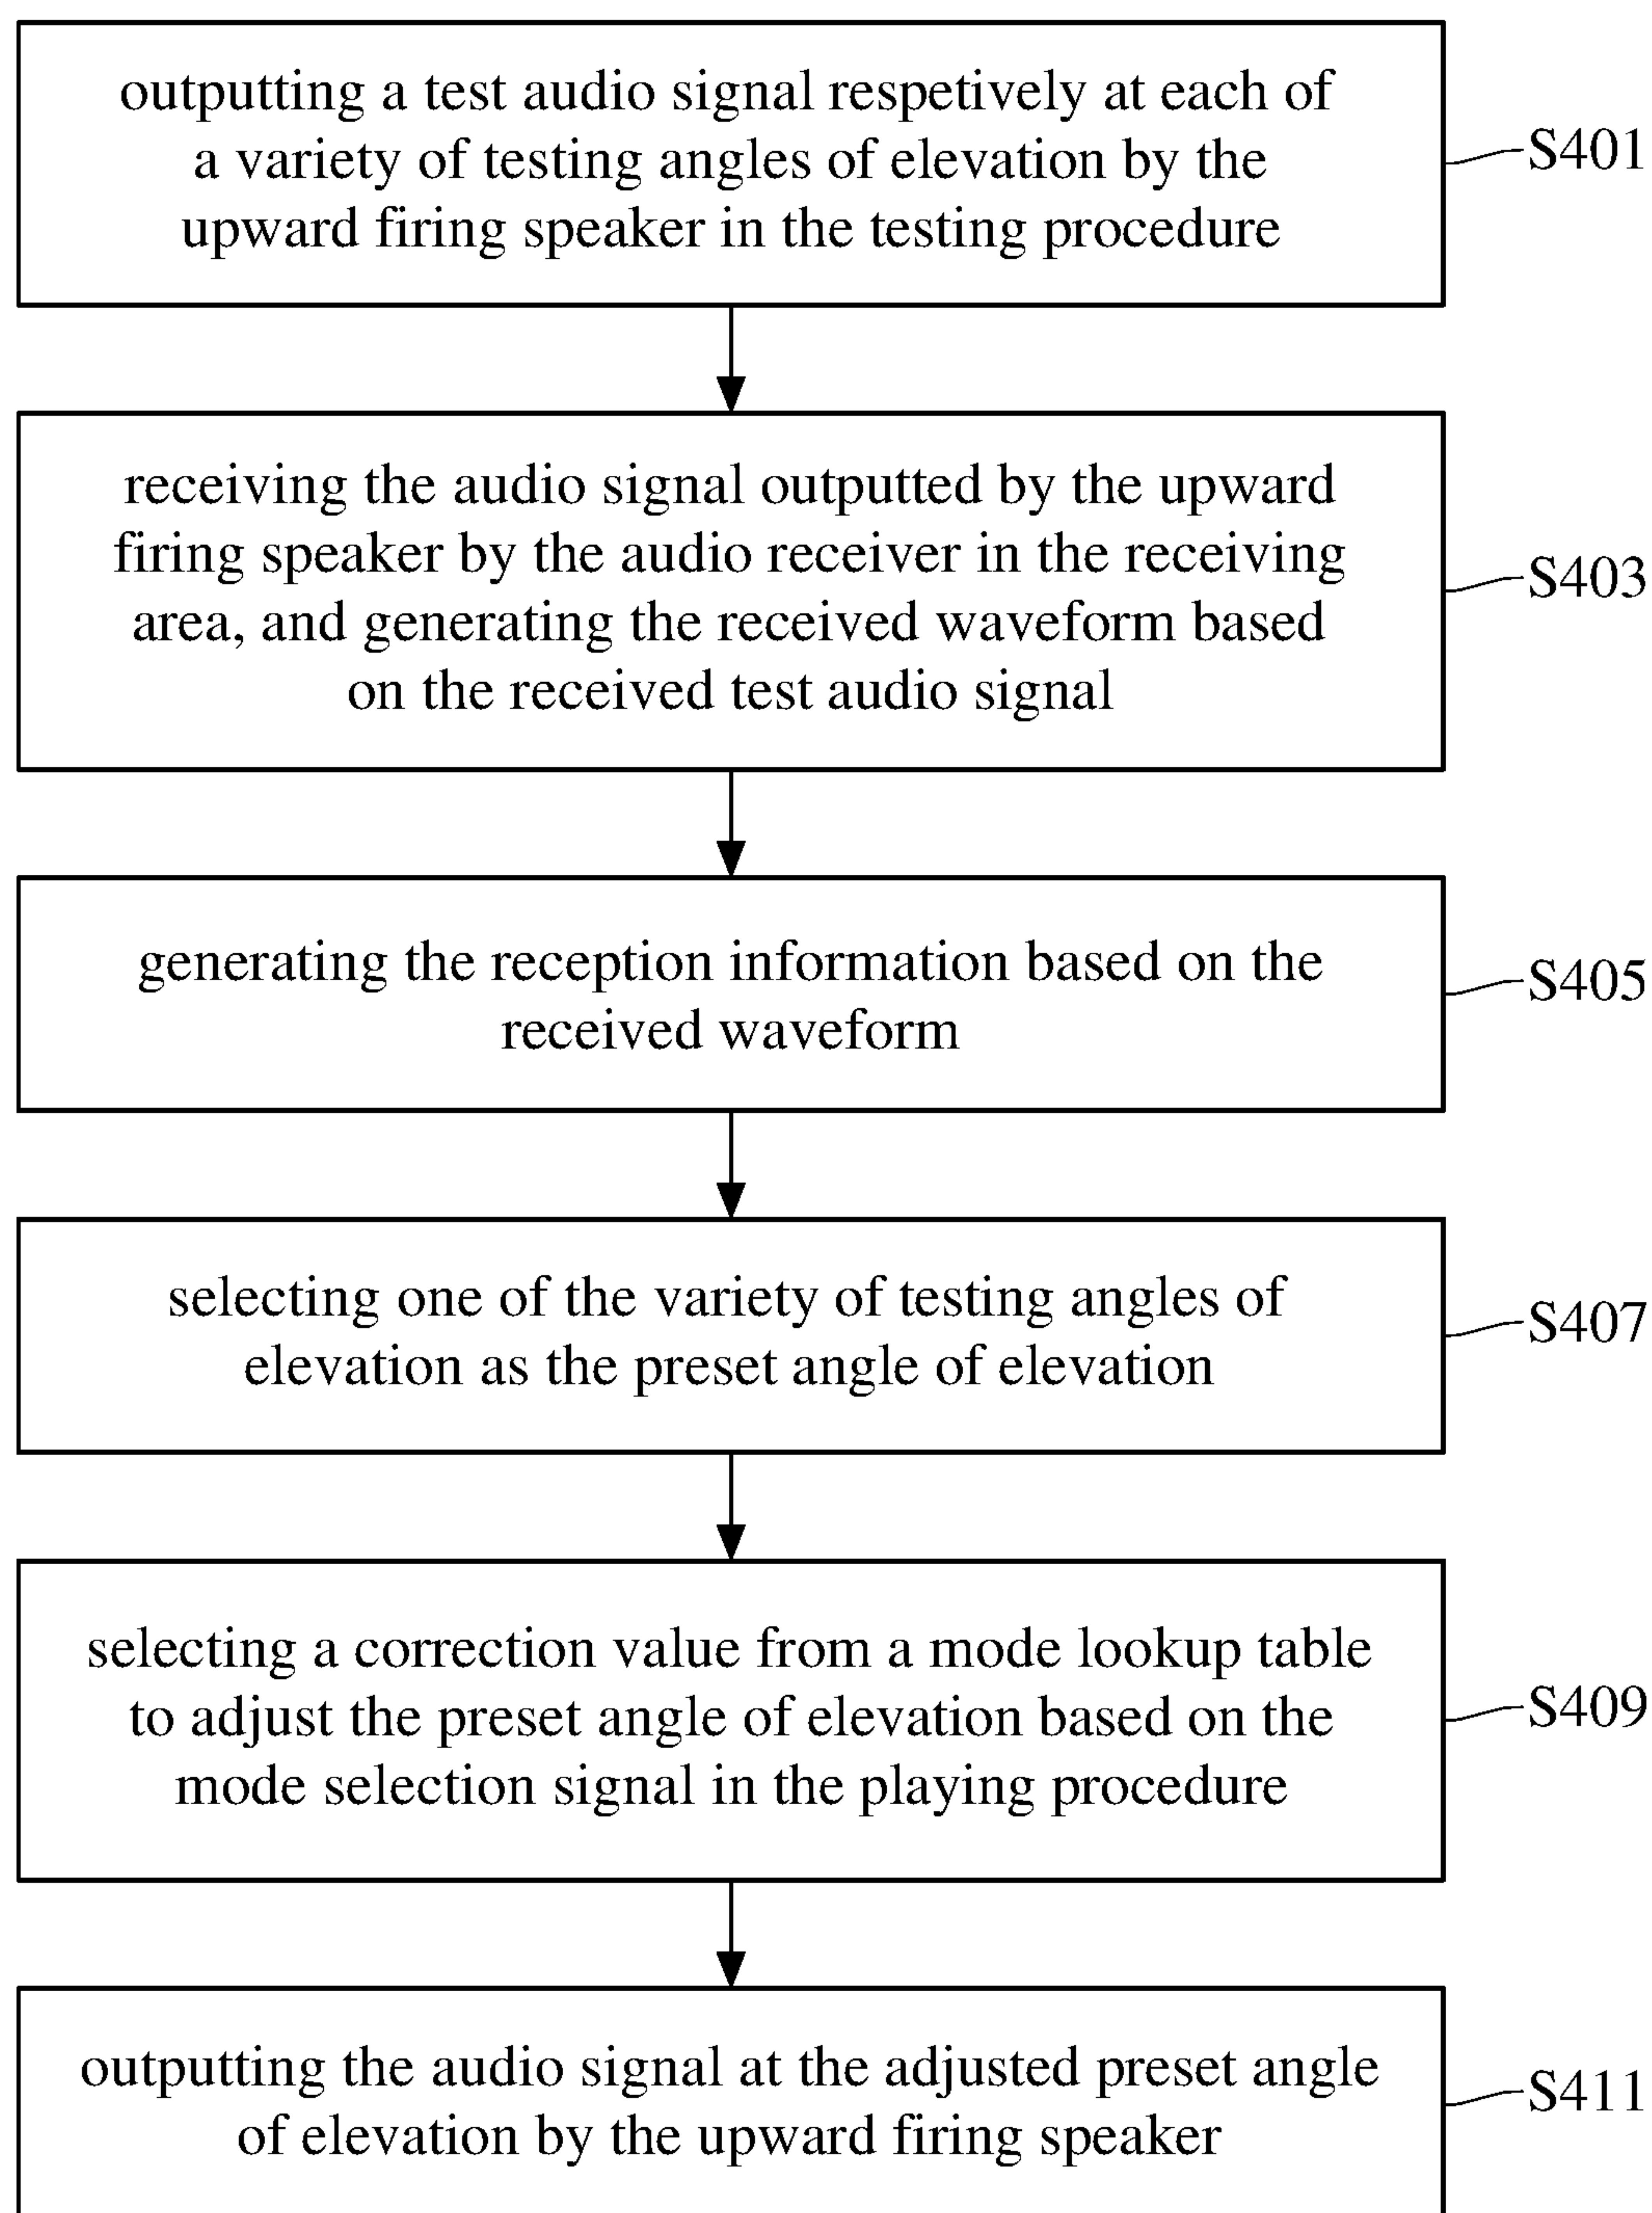 outputting a test audio signal respetively at each of
a variety of testing angles of elevation by the
upward firing speaker in the testing procedure
S401
receiving the audio signal outputted by the upward
firing speaker by the audio receiver in the receiving
area, and generating the received waveform based
on the received test audio signal
S403
generating the reception information based on the
received waveform
S405
selecting one of the variety of testing angles of
elevation as the preset angle of elevation
S407
selecting a correction value from a mode lookup table
to adjust the preset angle of elevation based on the
mode selection signal in the playing procedure
S409
outputting the audio signal at the adjusted preset angle
of elevation by the upward firing speaker
S411